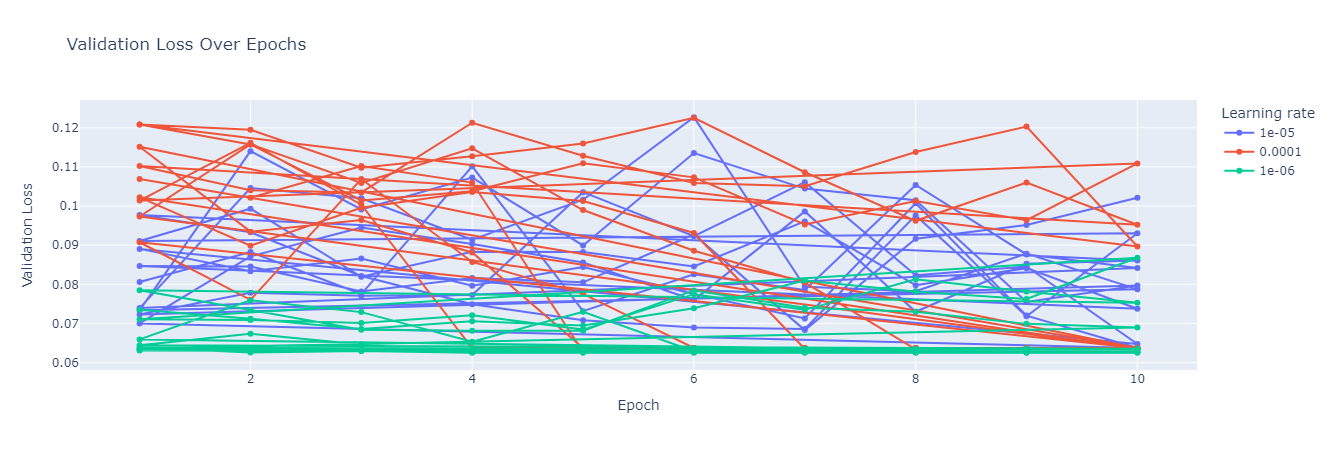 Validation Loss Over Epochs
Learning rate
1e-05
0.0001
1e-06
Validation Loss
0.12
0.11
0.1
0.09
0.08
0.07
0.06
2
4
6
8
10
Epoch